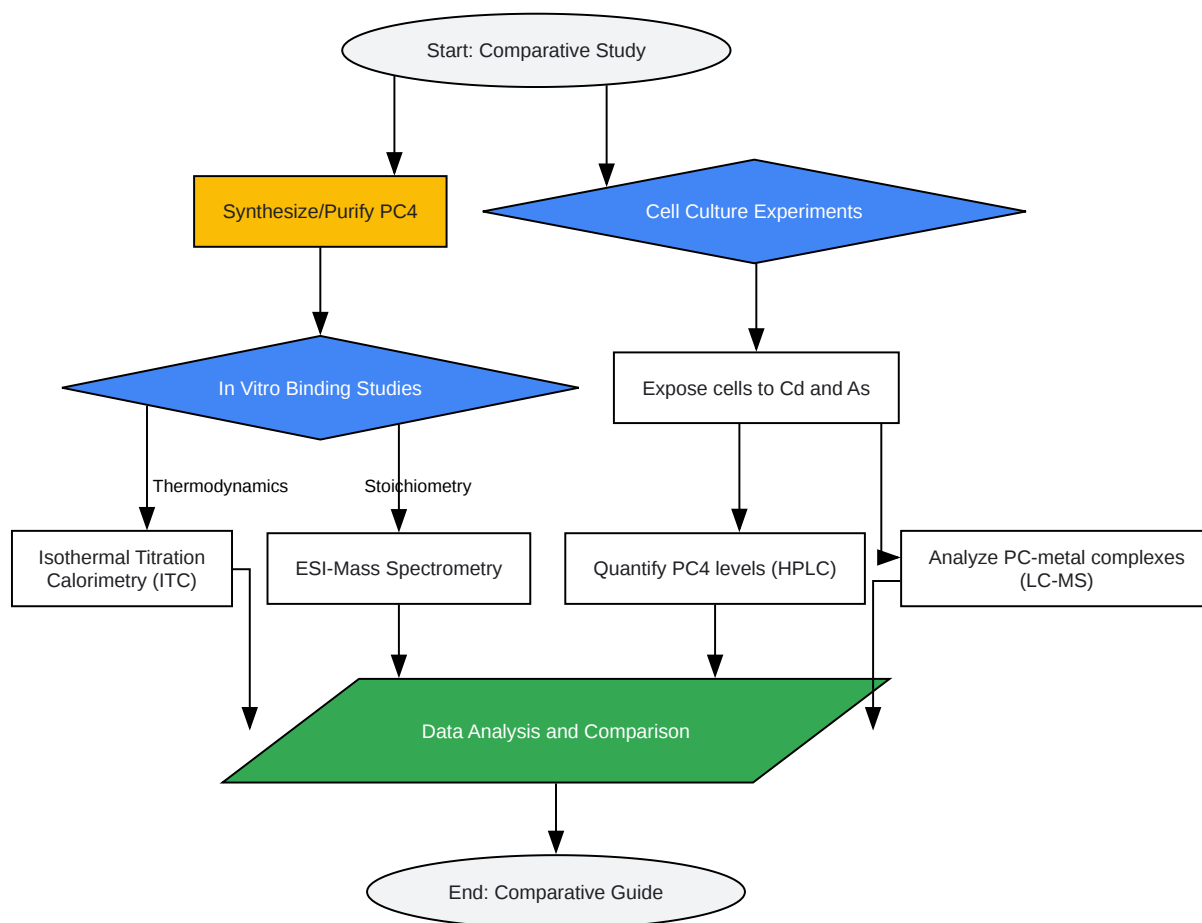 Start: Comparative Study
Synthesize/Purify PC4
Cell Culture Experiments
In Vitro Binding Studies
Expose cells to Cd and As
Thermodynamics
Stoichiometry
Isothermal Titration
Calorimetry (ITC)
ESI-Mass Spectrometry
Quantify PC4 levels (HPLC)
Analyze PC-metal complexes
(LC-MS)
Data Analysis and Comparison
End: Comparative Guide